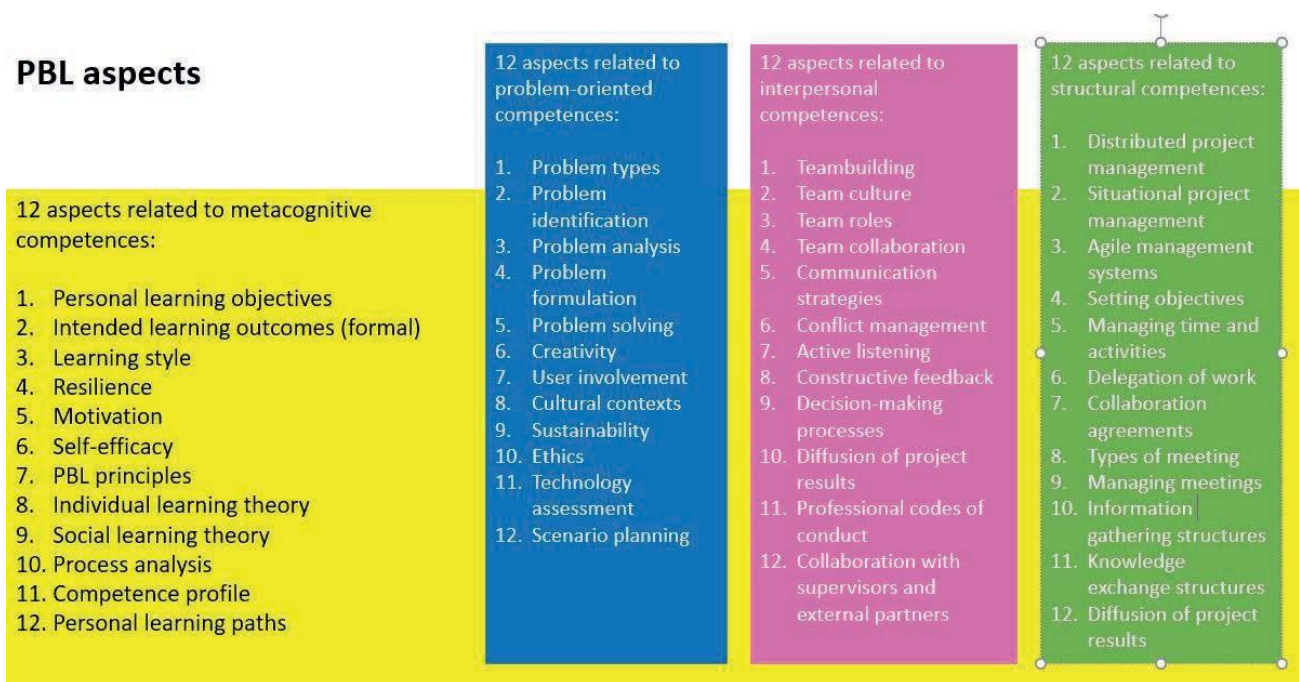 PBL aspects
12 aspects related to metacognitive
competences:
1. Personal learning objectives
2. Intended learning outcomes (formal)
3. Learning style
4. Resilience
5. Motivation
6. Self-efficacy
7. PBL principles
8. Individual learning theory
9. Social learning theory
10. Process analysis
11. Competence profile
12. Personal learning paths
12 aspects related to
problem-oriented
competences:
1. Problem types
2. Problem
identification
3. Problem analysis
4. Problem
formulation
5. Problem solving
6. Creativity
7. User involvement
8. Cultural contexts
9. Sustainability
10. Ethics
11. Technology
assessment
12. Scenario planning
12 aspects related to
interpersonal
competences:
1. Teambuilding
2. Team culture
3. Team roles
4. Team collaboration
5. Communication
strategies
6. Conflict management
7. Active listening
8. Constructive feedback
9. Decision-making
processes
10. Diffusion of project
results
11. Professional codes of
conduct
12. Collaboration with
supervisors and
external partners
12 aspects related to
structural competences:
1. Distributed project
management
2. Situational project
management
3. Agile management
systems
4. Setting objectives
5. Managing time and
activities
6. Delegation of work
7. Collaboration
agreements
8. Types of meeting
9. Managing meetings
10. Information
gathering structures
11. Knowledge
exchange structures
12. Diffusion of project
results